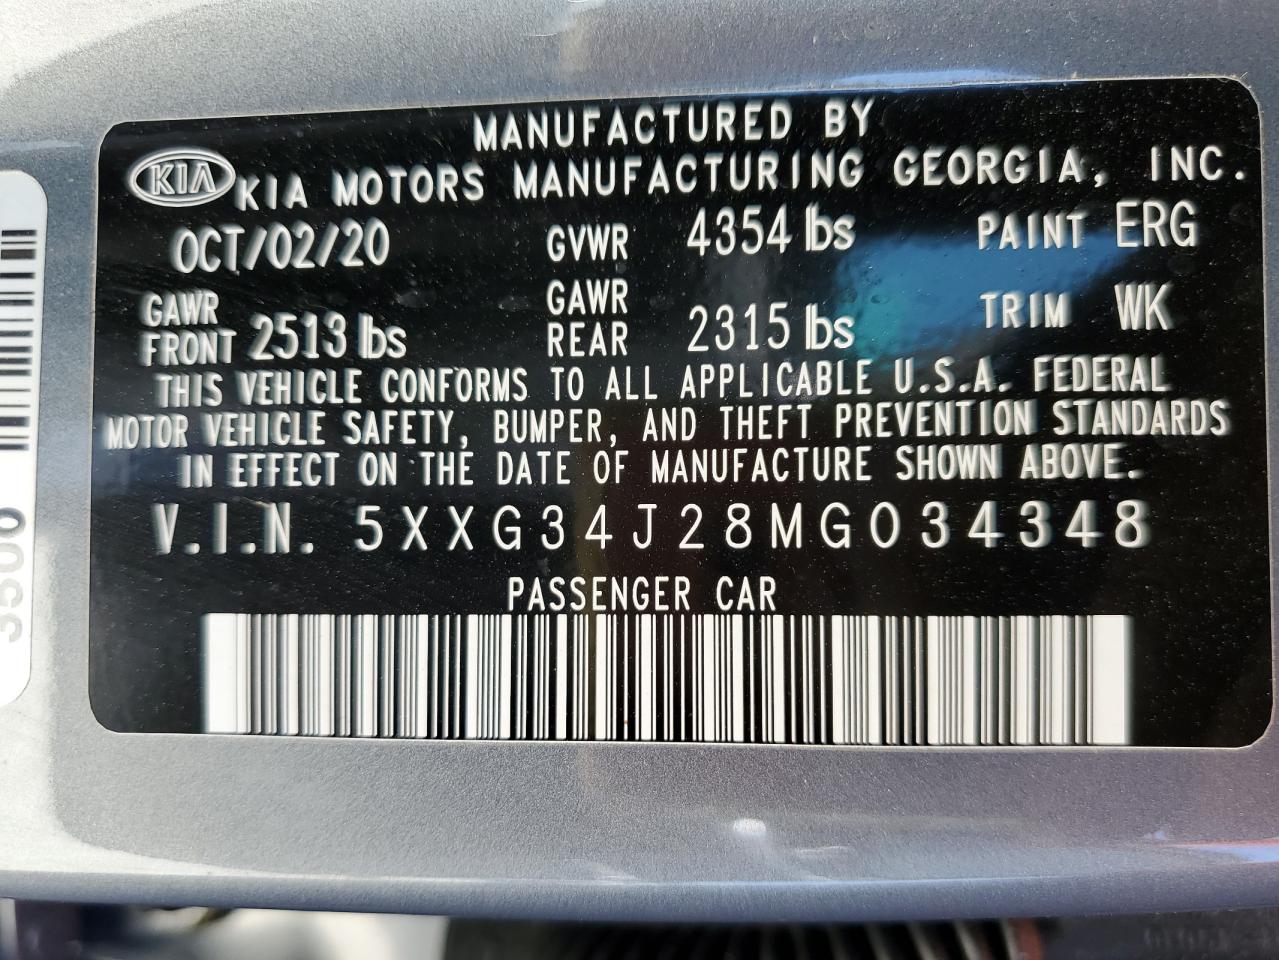 MANUFACTURED BY
KIA KIA MOTORS MANUFACTURING GEORGIA, INC.
OCT/02/20 GVWR 4354 lbs PAINT ERG
GAWR FRONT 2513 lbs GAWR REAR 2315 lbs TRIM WK
THIS VEHICLE CONFORMS TO ALL APPLICABLE U.S.A. FEDERAL
MOTOR VEHICLE SAFETY, BUMPER, AND THEFT PREVENTION STANDARDS
IN EFFECT ON THE DATE OF MANUFACTURE SHOWN ABOVE.
V.I.N. 5XXG34J28MG034348
PASSENGER CAR